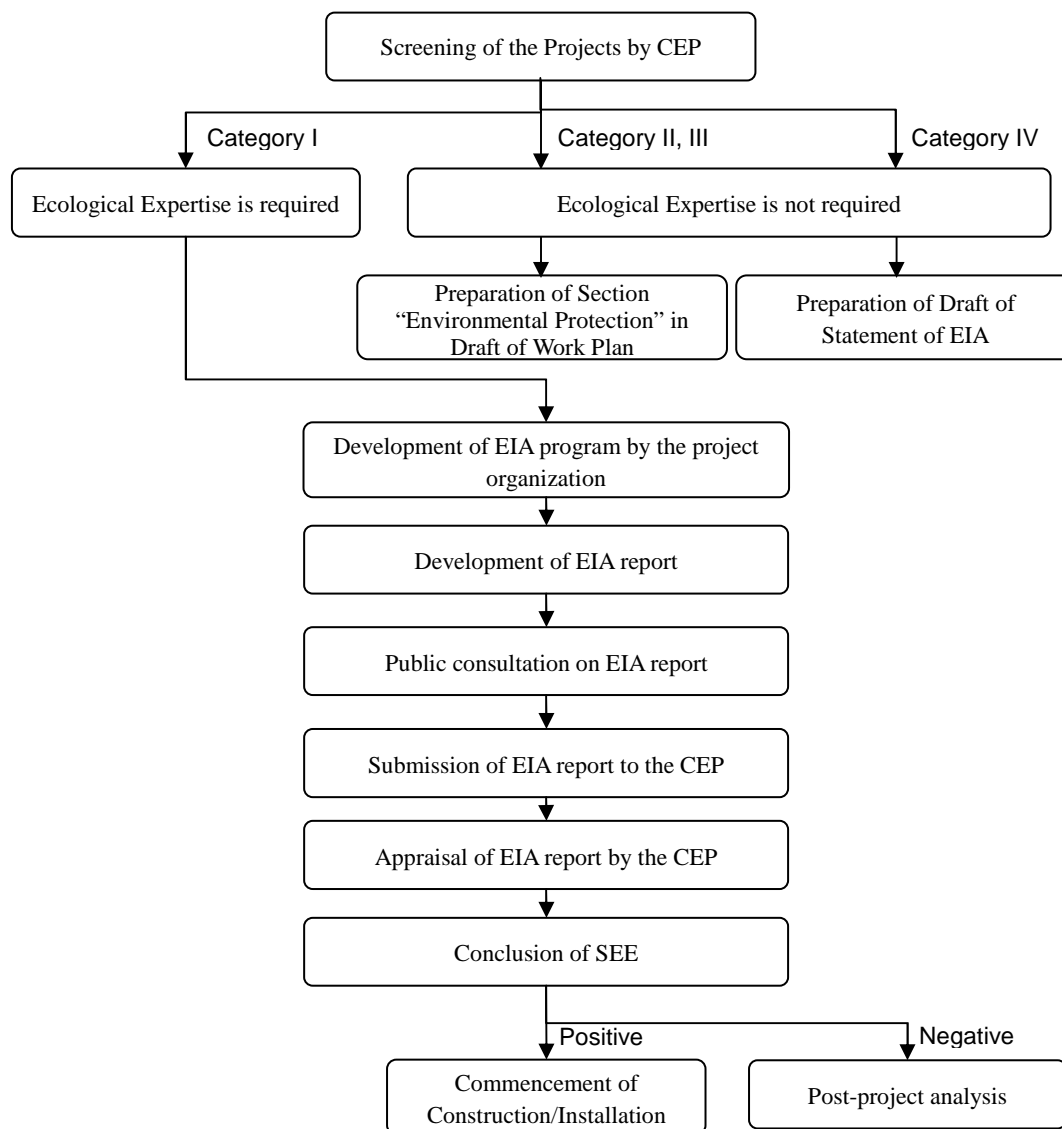 Screening of the Projects by CEP
Category I
Category II, III
Category IV
Ecological Expertise is required
Ecological Expertise is not required
Preparation of Section
“Environmental Protection” in
Draft of Work Plan
Preparation of Draft of
Statement of EIA
Development of EIA program by the project
organization
Development of EIA report
Public consultation on EIA report
Submission of EIA report to the CEP
Appraisal of EIA report by the CEP
Conclusion of SEE
Positive
Negative
Commencement of
Construction/Installation
Post-project analysis